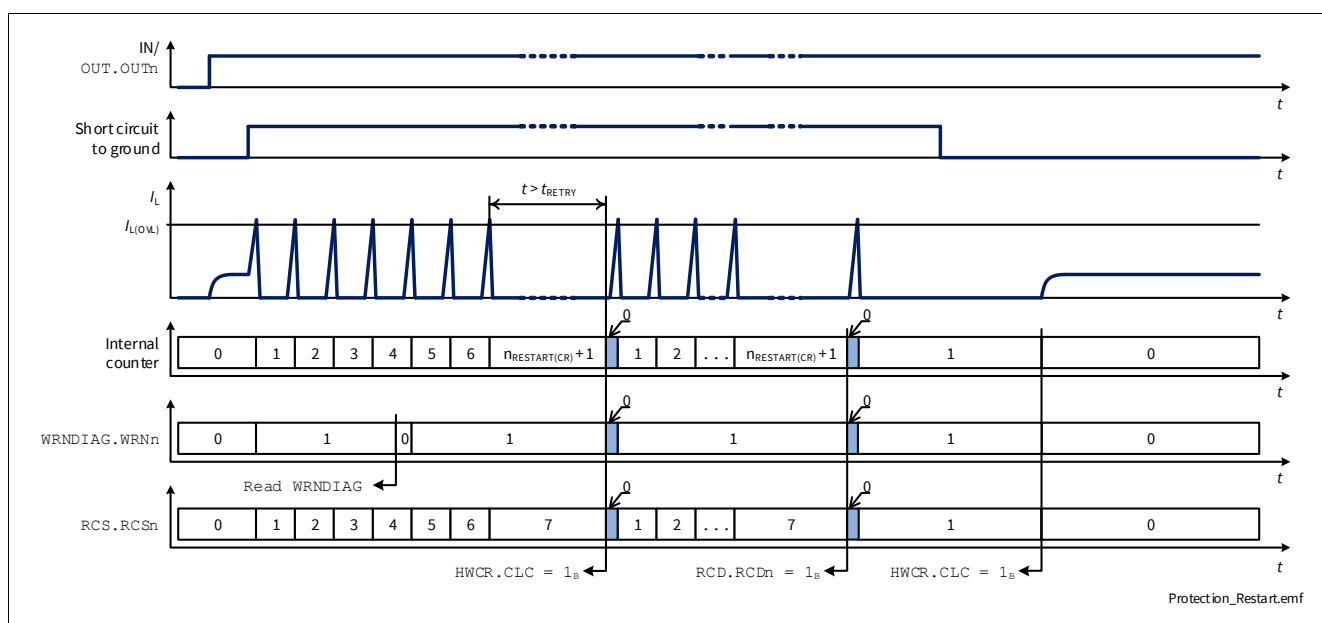 IN/
OUT.OUTn
t
Short circuit
to ground
t
t > tRETRY
IL
IL(OVL)
t
0 0
Internal
counter
0 1 2 3 4 5 6 nRESTART(CR)+1 1 2 ... nRESTART(CR)+1 1 0
t
0 0
WRNDIAG.WRNn
0 1 0 1 1 1 0
t
Read WRNDIAG
0 0
RCS.RCSn
0 1 2 3 4 5 6 7 1 2 ... 7 1 0
t
HWCR.CLC = 1B RCD.RCDn = 1B HWCR.CLC = 1B
Protection_Restart.emf